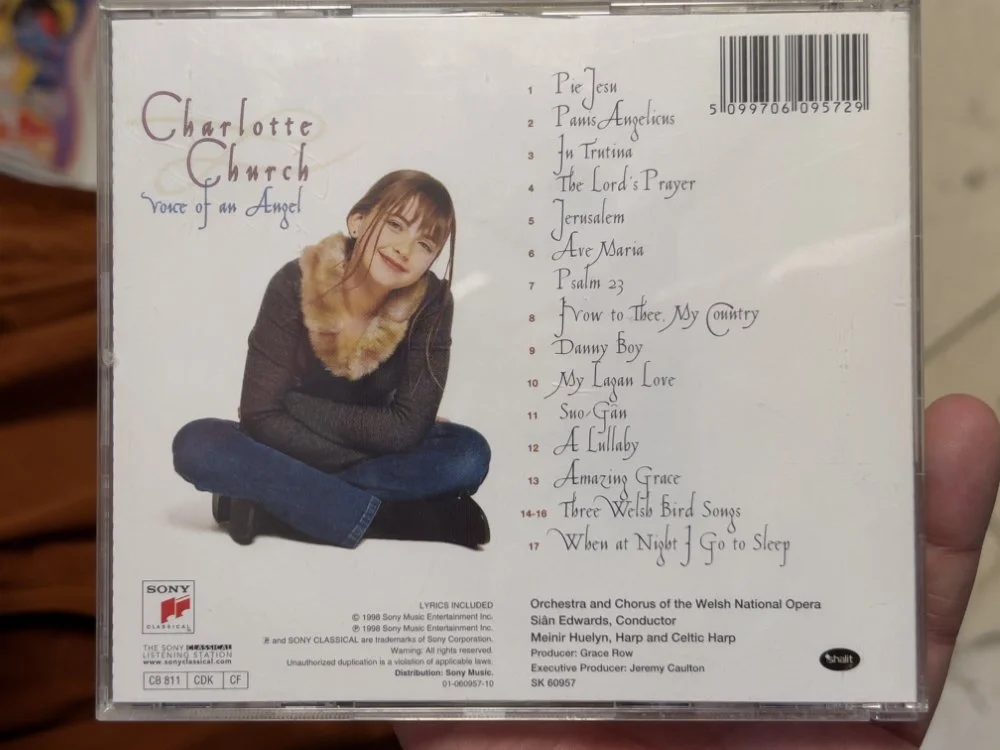 Charlotte
Church
Voice of an Angel
1 Pie Jesu
2 Panis Angelicus
3 In Trutina
4 The Lord's Prayer
5 Jerusalem
6 Ave Maria
7 Psalm 23
8 I Vow to Thee, My Country
9 Danny Boy
10 My Lagan Love
11 Suo-Gân
12 A Lullaby
13 Amazing Grace
14-16 Three Welsh Bird Songs
17 When at Night I Go to Sleep
5 099706 095729
SONY
CLASSICAL
THE SONY CLASSICAL
LISTENING STATION
www.sonyclassical.com
CB 811 CDK CF
LYRICS INCLUDED
© 1998 Sony Music Entertainment Inc.
℗ 1998 Sony Music Entertainment Inc.
and SONY CLASSICAL are trademarks of Sony Corporation.
Warning: All rights reserved.
Unauthorized duplication is a violation of applicable laws.
Distribution: Sony Music.
01-060957-10
Orchestra and Chorus of the Welsh National Opera
Siân Edwards, Conductor
Meinir Huelyn, Harp and Celtic Harp
Producer: Grace Row
Executive Producer: Jeremy Caulton
SK 60957
shalit